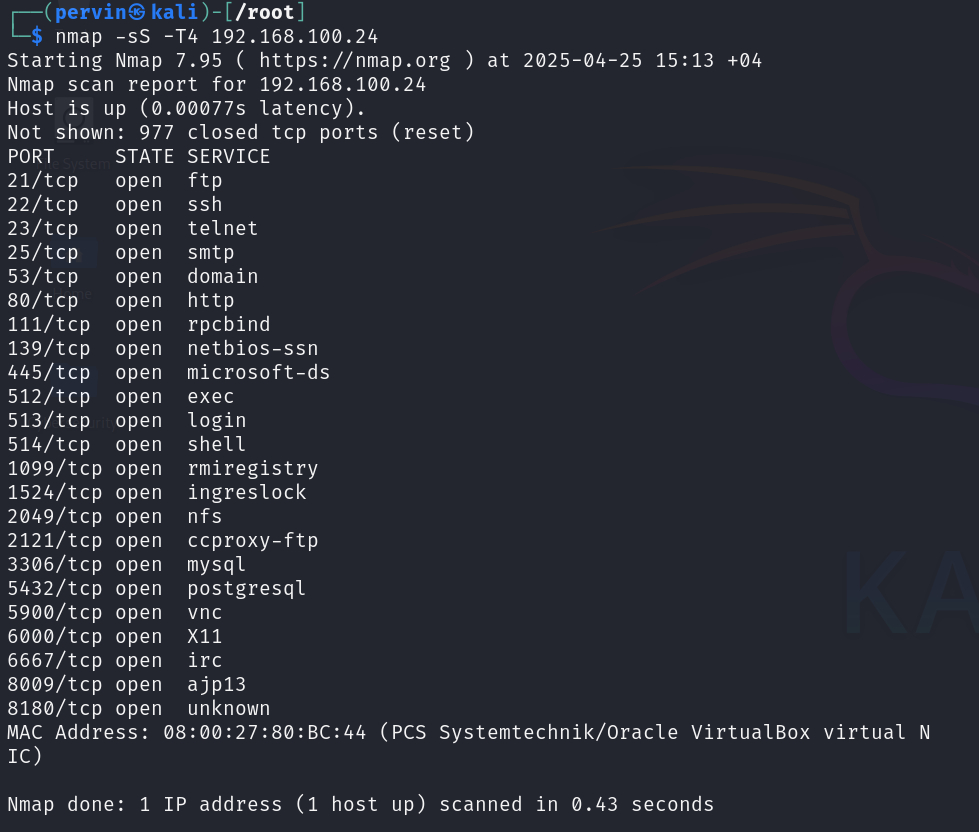 ┌──(pervin㉿kali)-[/root]
└─$ nmap -sS -T4 192.168.100.24
Starting Nmap 7.95 ( https://nmap.org ) at 2025-04-25 15:13 +04
Nmap scan report for 192.168.100.24
Host is up (0.00077s latency).
Not shown: 977 closed tcp ports (reset)
PORT     STATE SERVICE
21/tcp   open  ftp
22/tcp   open  ssh
23/tcp   open  telnet
25/tcp   open  smtp
53/tcp   open  domain
80/tcp   open  http
111/tcp  open  rpcbind
139/tcp  open  netbios-ssn
445/tcp  open  microsoft-ds
512/tcp  open  exec
513/tcp  open  login
514/tcp  open  shell
1099/tcp open  rmiregistry
1524/tcp open  ingreslock
2049/tcp open  nfs
2121/tcp open  ccproxy-ftp
3306/tcp open  mysql
5432/tcp open  postgresql
5900/tcp open  vnc
6000/tcp open  X11
6667/tcp open  irc
8009/tcp open  ajp13
8180/tcp open  unknown
MAC Address: 08:00:27:80:BC:44 (PCS Systemtechnik/Oracle VirtualBox virtual N
IC)
Nmap done: 1 IP address (1 host up) scanned in 0.43 seconds
KA